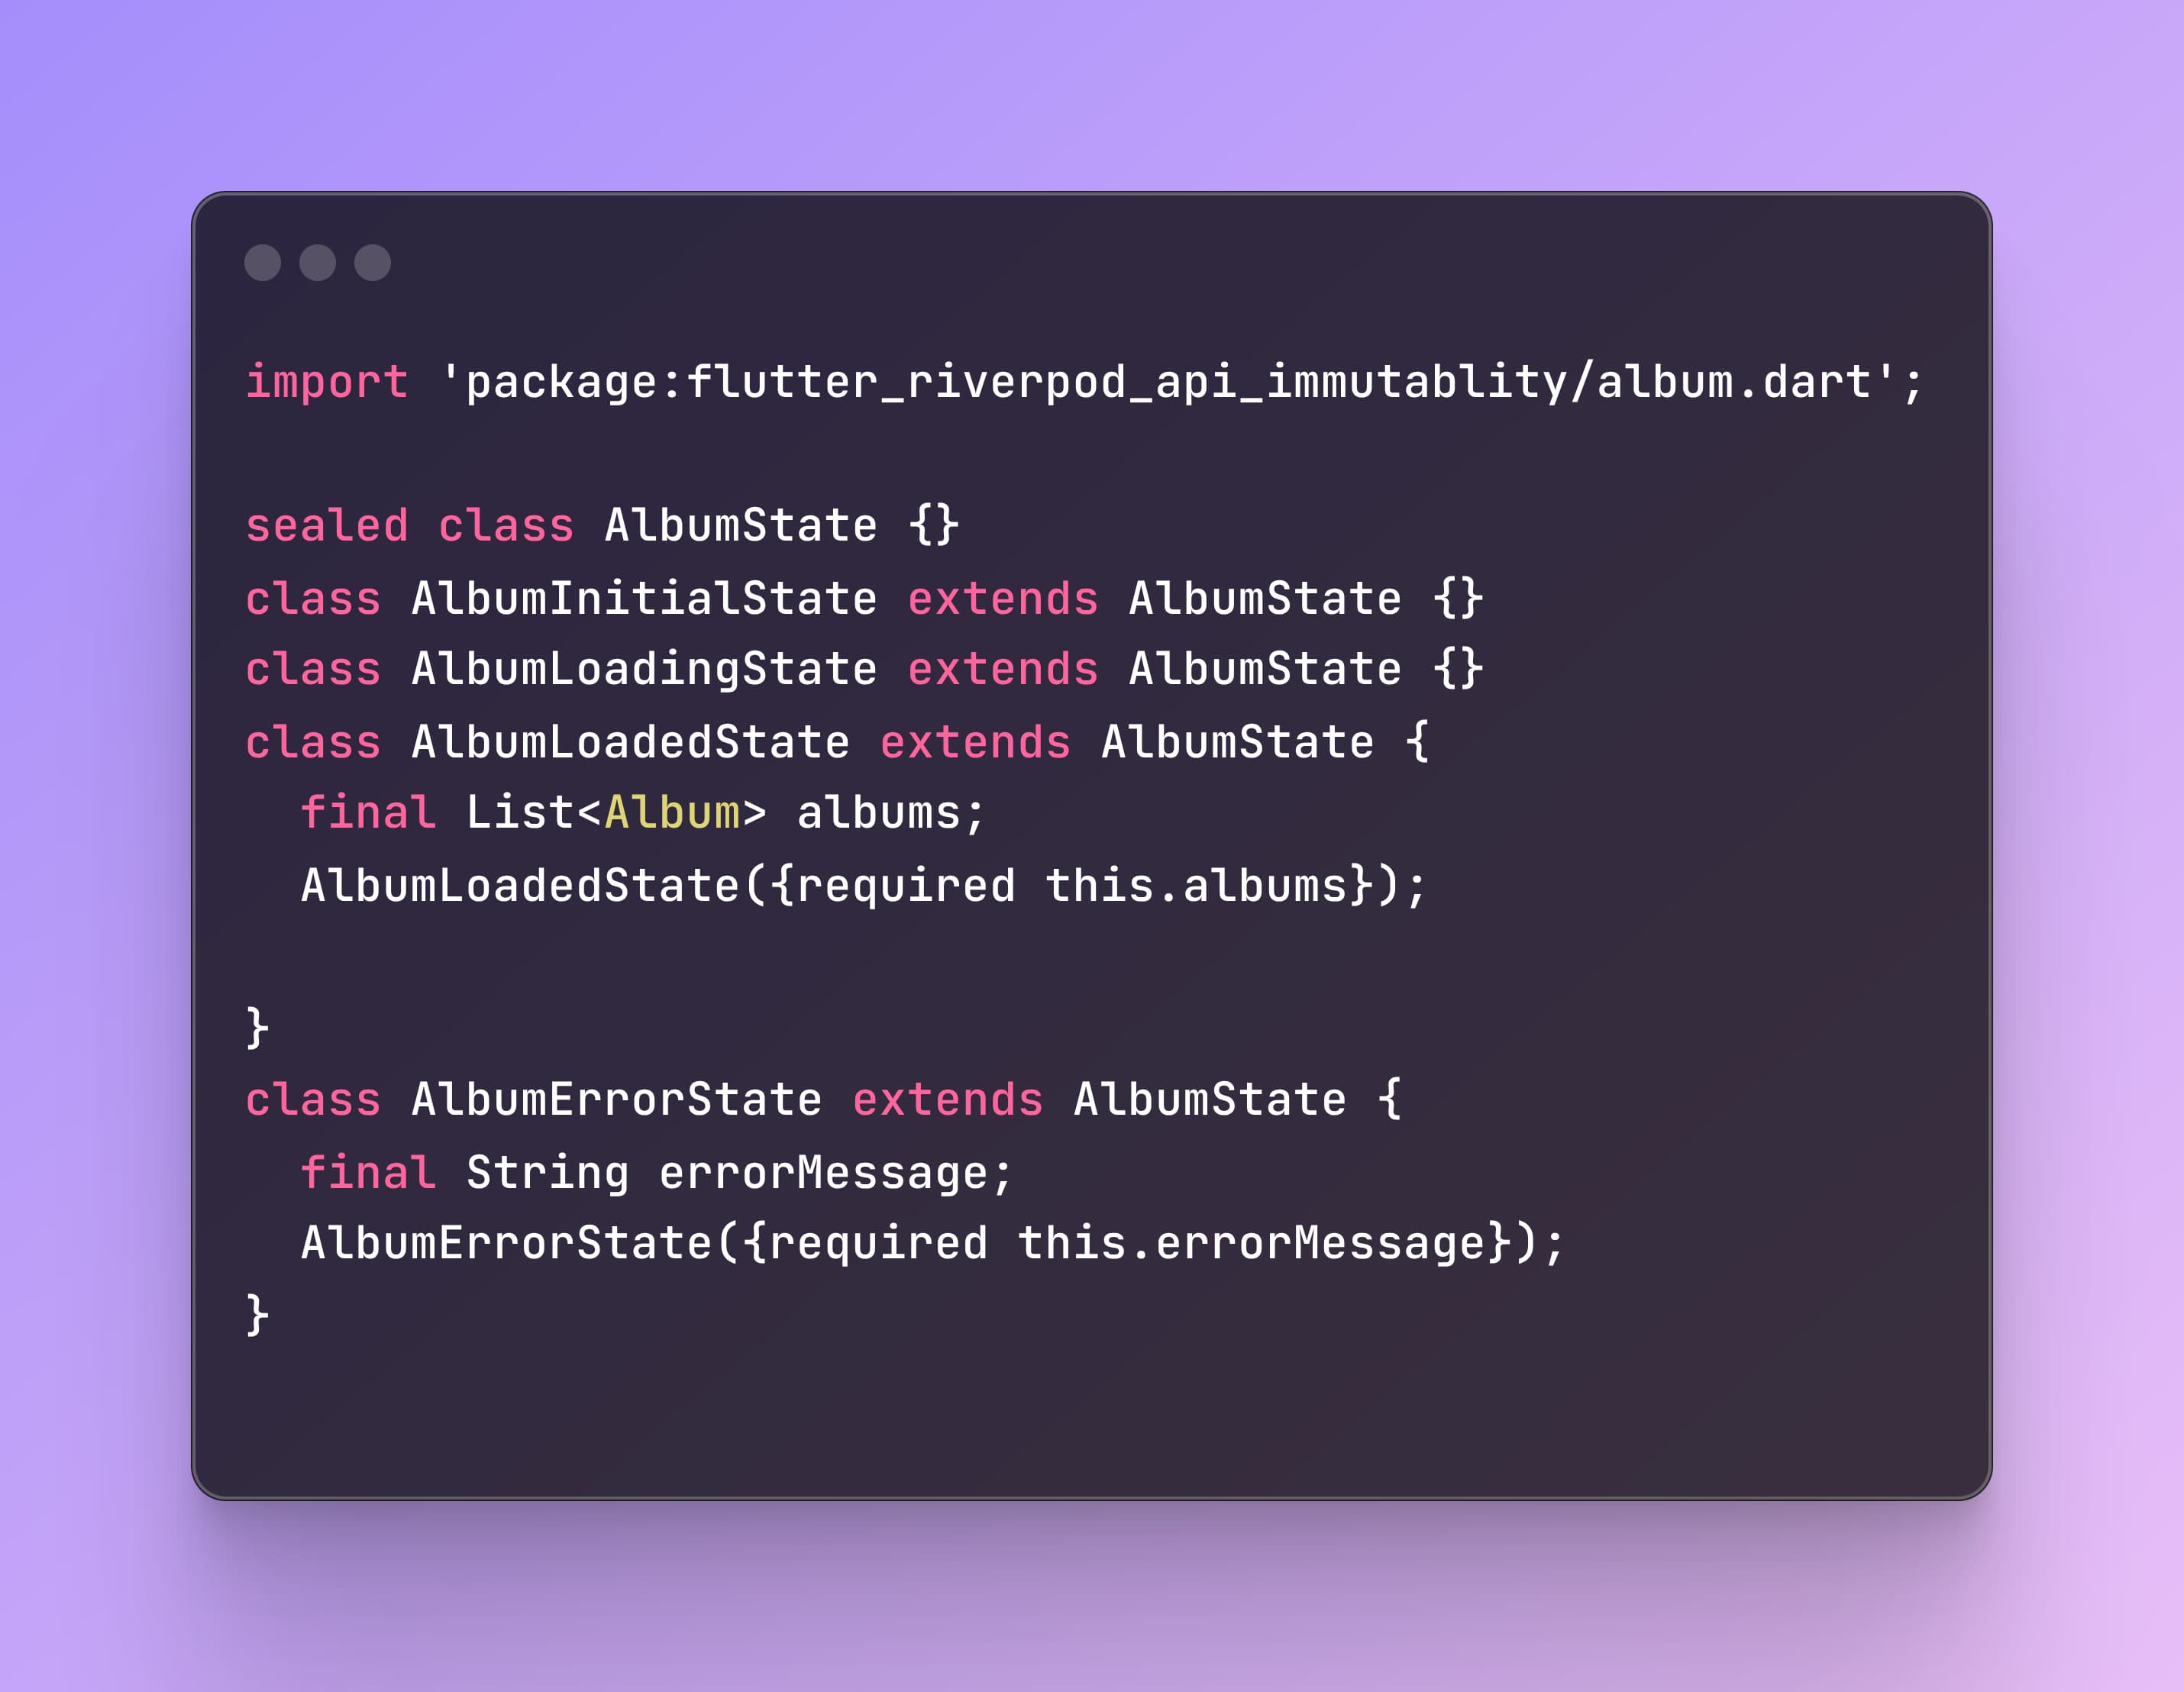 import 'package:flutter_riverpod_api_immutablity/album.dart';
sealed class AlbumState {}
class AlbumInitialState extends AlbumState {}
class AlbumLoadingState extends AlbumState {}
class AlbumLoadedState extends AlbumState {
  final List<Album> albums;
  AlbumLoadedState({required this.albums});
}
class AlbumErrorState extends AlbumState {
  final String errorMessage;
  AlbumErrorState({required this.errorMessage});
}